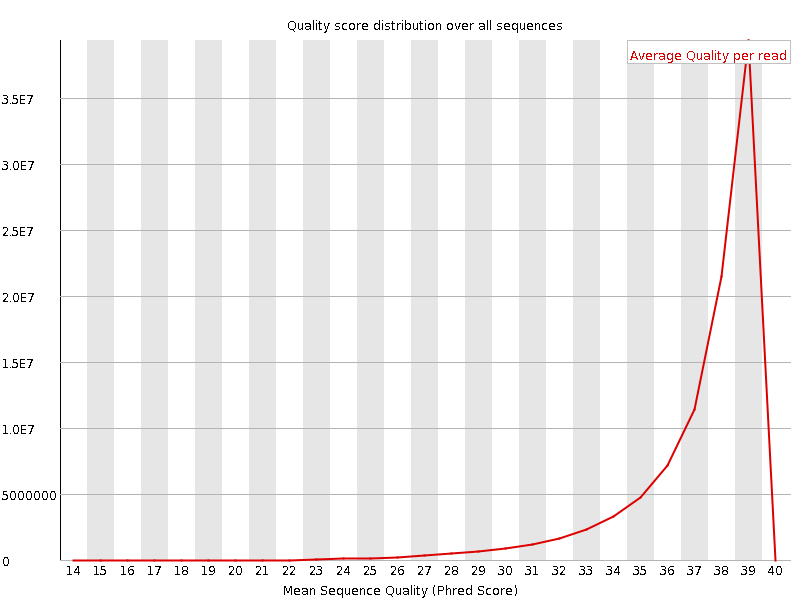 Quality score distribution over all sequences
Average Quality per read
3.5E7
3.0E7
2.5E7
2.0E7
1.5E7
1.0E7
5000000
0
14 15 16 17 18 19 20 21 22 23 24 25 26 27 28 29 30 31 32 33 34 35 36 37 38 39 40
Mean Sequence Quality (Phred Score)